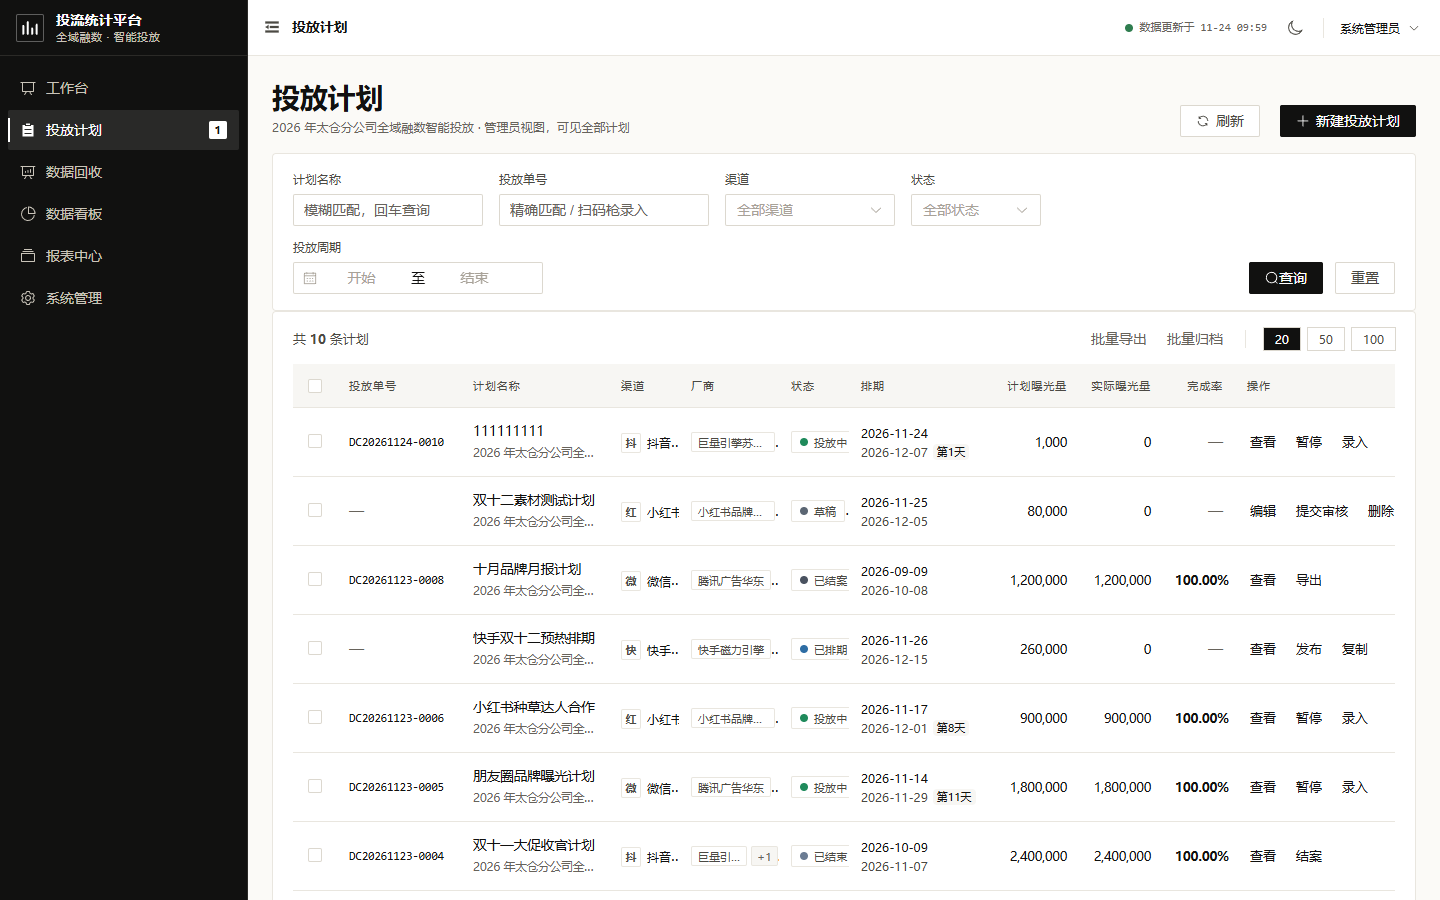 投流统计平台
全域融数 · 智能投放
工作台
投放计划 1
数据回收
数据看板
报表中心
系统管理
投放计划
数据更新于 11-24 09:59
系统管理员
投放计划
2026 年太仓分公司全域融数智能投放 · 管理员视图，可见全部计划
刷新
新建投放计划
计划名称 投放单号 渠道 状态
模糊匹配，回车查询 精确匹配 / 扫码枪录入 全部渠道 全部状态
投放周期
开始 至 结束
查询 重置
共 10 条计划
批量导出 批量归档 20 50 100
投放单号 计划名称 渠道 厂商 状态 排期 计划曝光量 实际曝光量 完成率 操作
DC20261124-0010 111111111 抖 抖音.. 巨量引擎苏... . 投放中 2026-11-24 1,000 0 — 查看 暂停 录入
2026 年太仓分公司全... 2026-12-07 第1天
— 双十二素材测试计划 红 小红书 小红书品牌... . 草稿 . 2026-11-25 80,000 0 — 编辑 提交审核 删除
2026 年太仓分公司全... 2026-12-05
DC20261123-0008 十月品牌月报计划 微 微信.. 腾讯广告华东 .. 已结案 2026-09-09 1,200,000 1,200,000 100.00% 查看 导出
2026 年太仓分公司全... 2026-10-08
— 快手双十二预热排期 快 快手.. 快手磁力引擎 .. 已排期 2026-11-26 260,000 0 — 查看 发布 复制
2026 年太仓分公司全... 2026-12-15
DC20261123-0006 小红书种草达人合作 红 小红书 小红书品牌... . 投放中 2026-11-17 900,000 900,000 100.00% 查看 暂停 录入
2026 年太仓分公司全... 2026-12-01 第8天
DC20261123-0005 朋友圈品牌曝光计划 微 微信.. 腾讯广告华东 .. 投放中 2026-11-14 1,800,000 1,800,000 100.00% 查看 暂停 录入
2026 年太仓分公司全... 2026-11-29 第11天
DC20261123-0004 双十一大促收官计划 抖 抖音.. 巨量引... +1 已结束 2026-10-09 2,400,000 2,400,000 100.00% 查看 结案
2026 年太仓分公司全... 2026-11-07